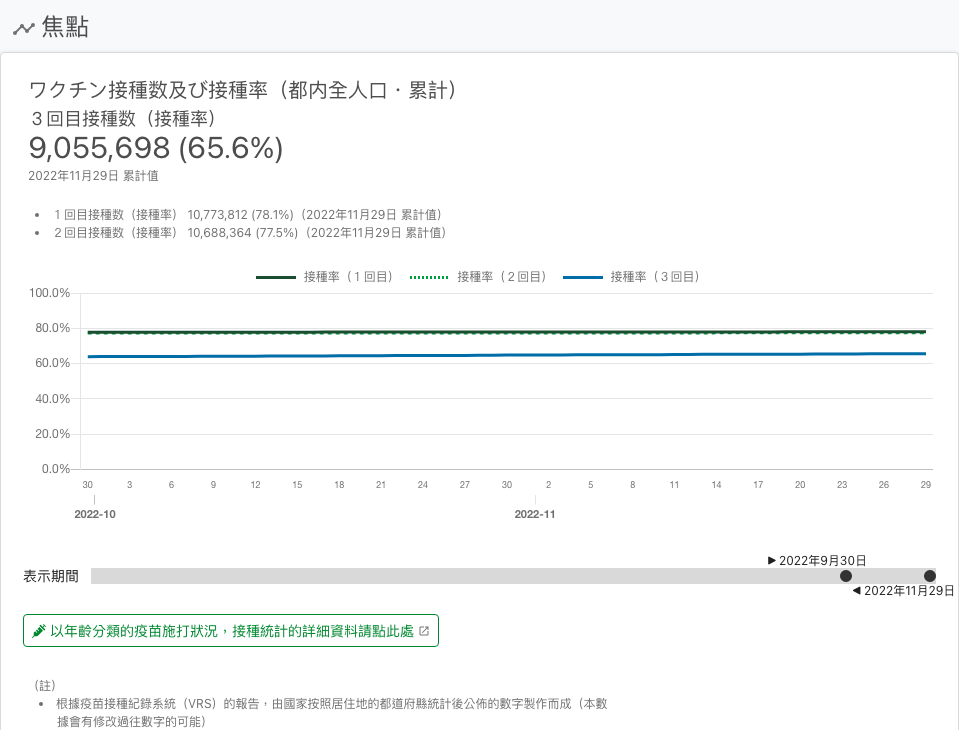 焦點
ワクチン接種数及び接種率（都内全人口・累計）
３回目接種数（接種率）
9,055,698 (65.6%)
2022年11月29日 累計値
• １回目接種数（接種率） 10,773,812 (78.1%)（2022年11月29日 累計値）
• ２回目接種数（接種率） 10,688,364 (77.5%)（2022年11月29日 累計値）
接種率（１回目） 接種率（２回目） 接種率（３回目）
100.0%
80.0%
60.0%
40.0%
20.0%
0.0%
30 3 6 9 12 15 18 21 24 27 30 2 5 8 11 14 17 20 23 26 29
2022-10 2022-11
▶ 2022年9月30日
表示期間
◀ 2022年11月29日
以年齡分類的疫苗施打狀況，接種統計的詳細資料請點此處
（註）
• 根據疫苗接種紀錄系統（VRS）的報告，由國家按照居住地的都道府縣統計後公佈的數字製作而成（本數
據會有修改過往數字的可能）